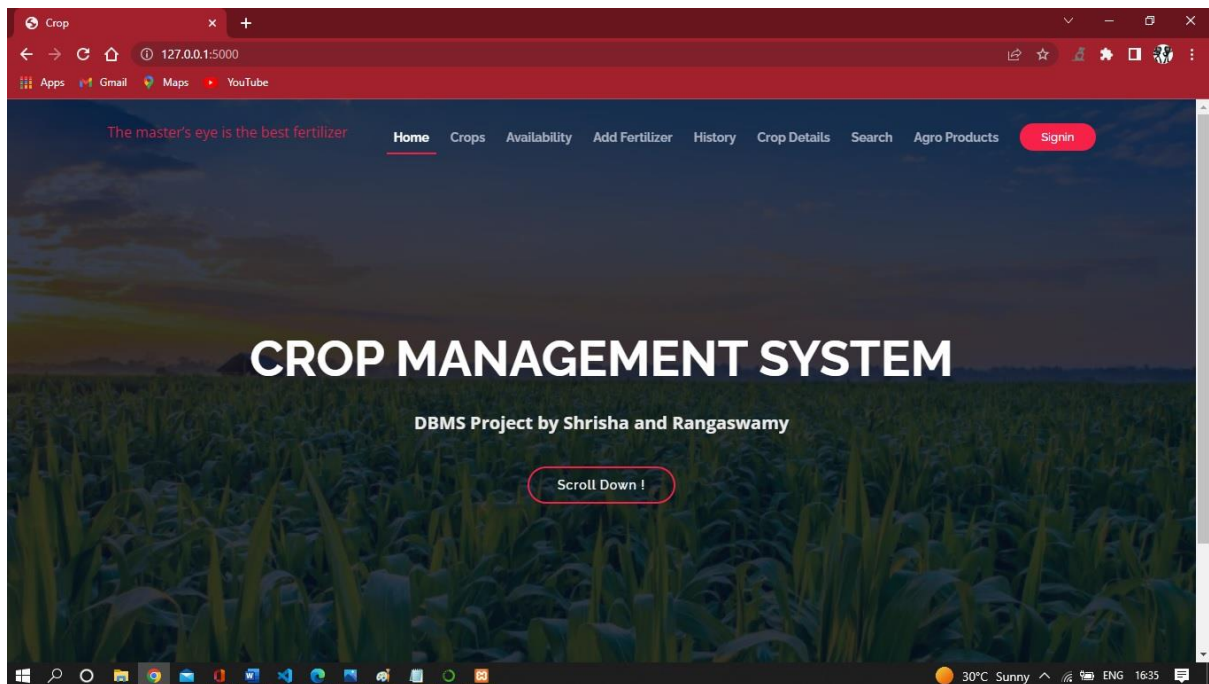 Crop
127.0.0.1:5000
Apps Gmail Maps YouTube
The master's eye is the best fertilizer
Home Crops Availability Add Fertilizer History Crop Details Search Agro Products Signin
CROP MANAGEMENT SYSTEM
DBMS Project by Shrisha and Rangaswamy
Scroll Down !
30°C Sunny ENG 16:35